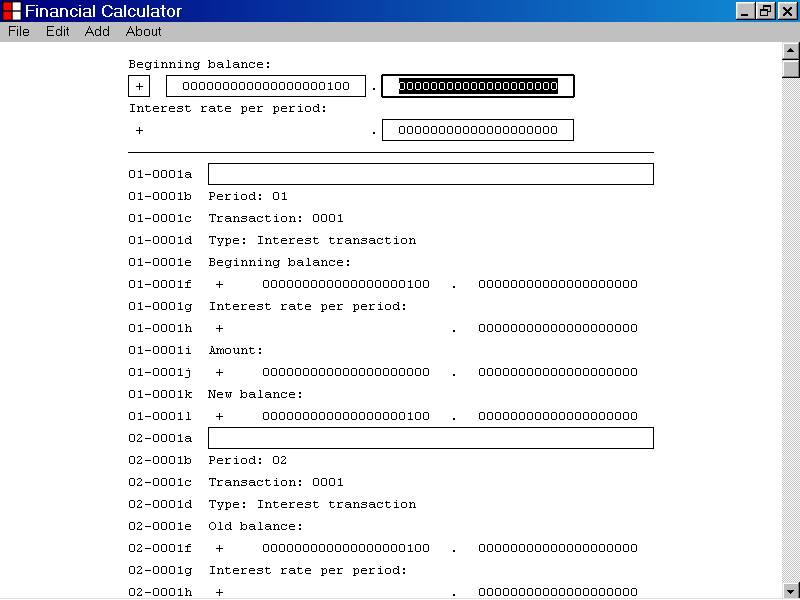 Financial Calculator
File Edit Add About
Beginning balance:
+ 000000000000000000100 . 00000000000000000000
Interest rate per period:
+ . 00000000000000000000
01-0001a
01-0001b Period: 01
01-0001c Transaction: 0001
01-0001d Type: Interest transaction
01-0001e Beginning balance:
01-0001f + 000000000000000000100 . 00000000000000000000
01-0001g Interest rate per period:
01-0001h + . 00000000000000000000
01-0001i Amount:
01-0001j + 000000000000000000000 . 00000000000000000000
01-0001k New balance:
01-0001l + 000000000000000000100 . 00000000000000000000
02-0001a
02-0001b Period: 02
02-0001c Transaction: 0001
02-0001d Type: Interest transaction
02-0001e Old balance:
02-0001f + 000000000000000000100 . 00000000000000000000
02-0001g Interest rate per period:
02-0001h + . 00000000000000000000